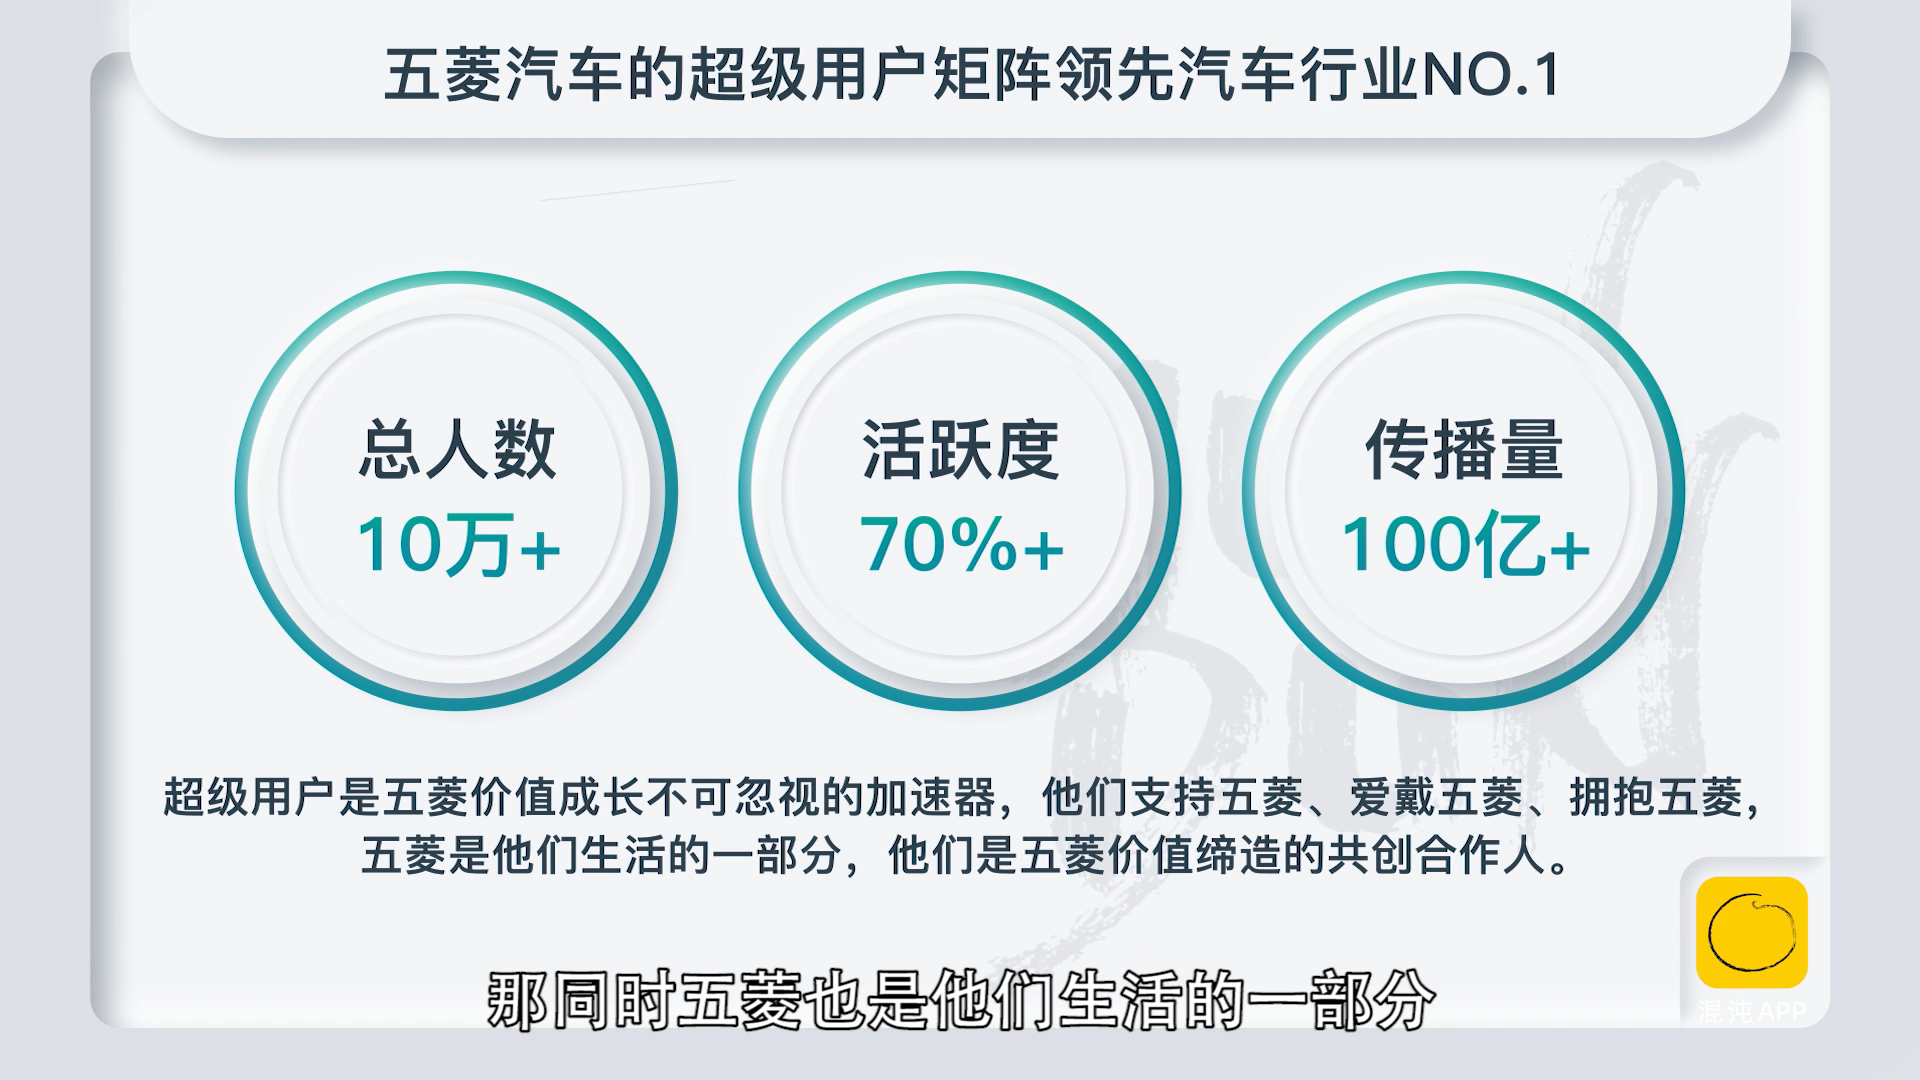 五菱汽车的超级用户矩阵领先汽车行业NO.1
总人数
10万+
活跃度
70%+
传播量
100亿+
超级用户是五菱价值成长不可忽视的加速器，他们支持五菱、爱戴五菱、拥抱五菱，
五菱是他们生活的一部分，他们是五菱价值缔造的共创合作人。
那同时五菱也是他们生活的一部分
混沌APP